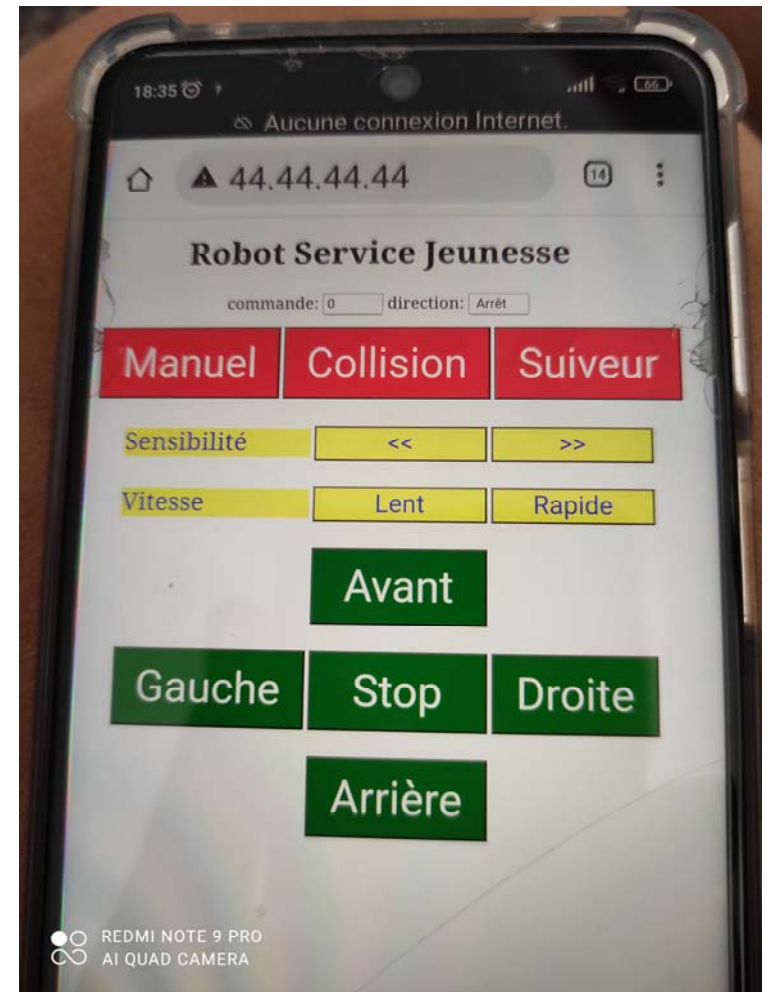 18:35 66
Aucune connexion Internet.
44.44.44.44 14
Robot Service Jeunesse
commande: 0 direction: Arrêt
Manuel Collision Suiveur
Sensibilité << >>
Vitesse Lent Rapide
Avant
Gauche Stop Droite
Arrière
REDMI NOTE 9 PRO
AI QUAD CAMERA